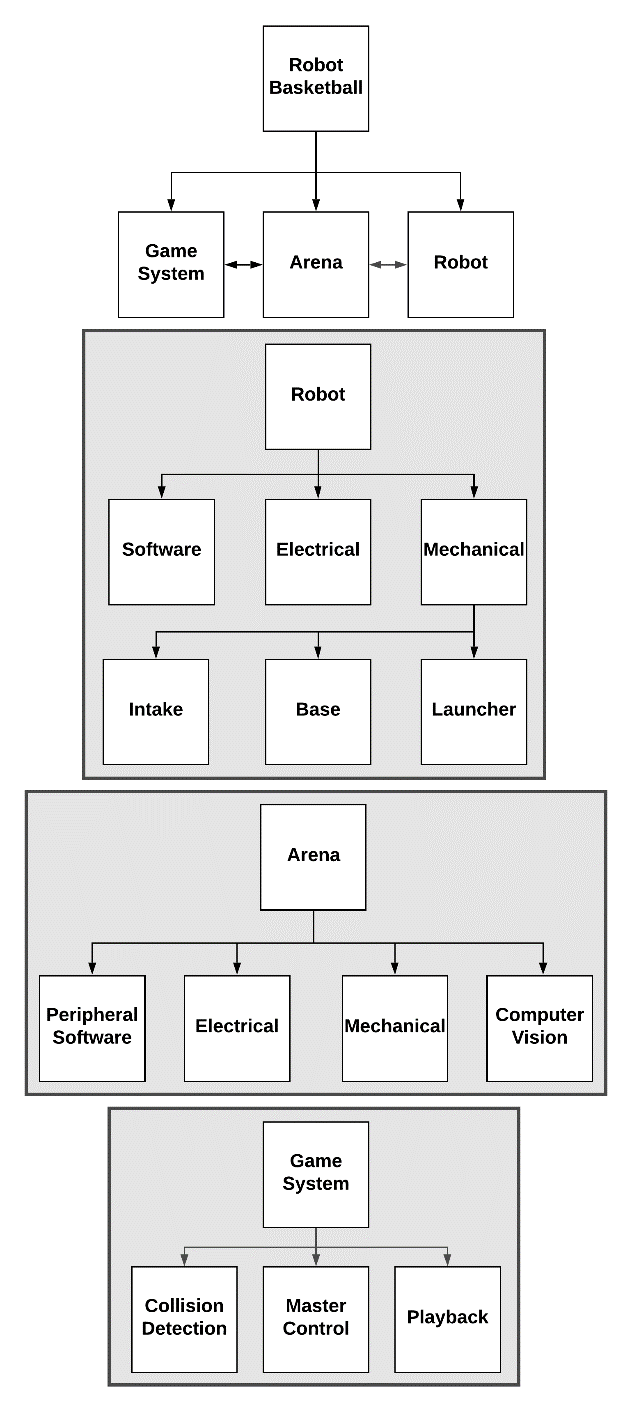 Robot
Basketball
Game
System
Arena
Robot
Robot
Software
Electrical
Mechanical
Intake
Base
Launcher
Arena
Peripheral
Software
Electrical
Mechanical
Computer
Vision
Game
System
Collision
Detection
Master
Control
Playback